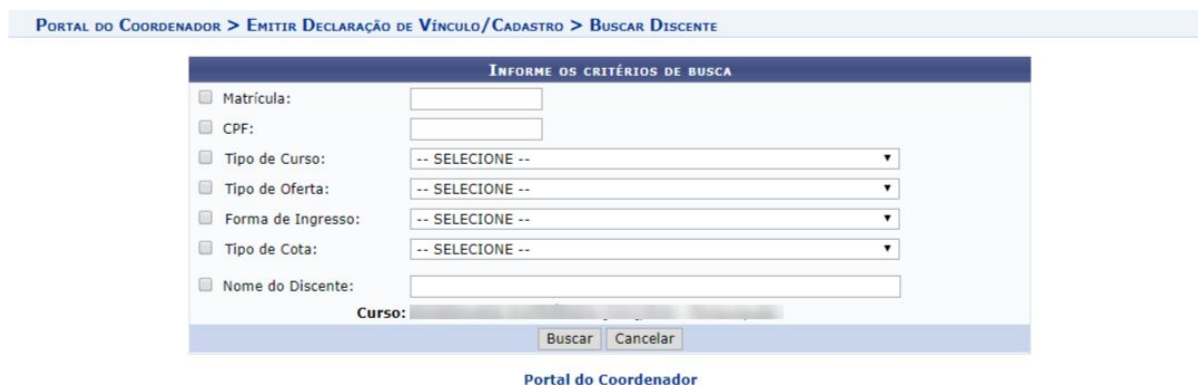 Portal do Coordenador > Emitir Declaração de Vínculo/Cadastro > Buscar Discente
Informe os critérios de busca
Matrícula:
CPF:
Tipo de Curso: -- SELECIONE --
Tipo de Oferta: -- SELECIONE --
Forma de Ingresso: -- SELECIONE --
Tipo de Cota: -- SELECIONE --
Nome do Discente:
Curso:
Buscar Cancelar
Portal do Coordenador